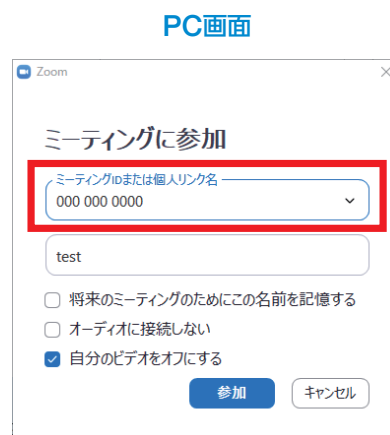 PC画面
Zoom
ミーティングに参加
ミーティングIDまたは個人リンク名
000 000 0000
test
将来のミーティングのためにこの名前を記憶する
オーディオに接続しない
自分のビデオをオフにする
参加 キャンセル